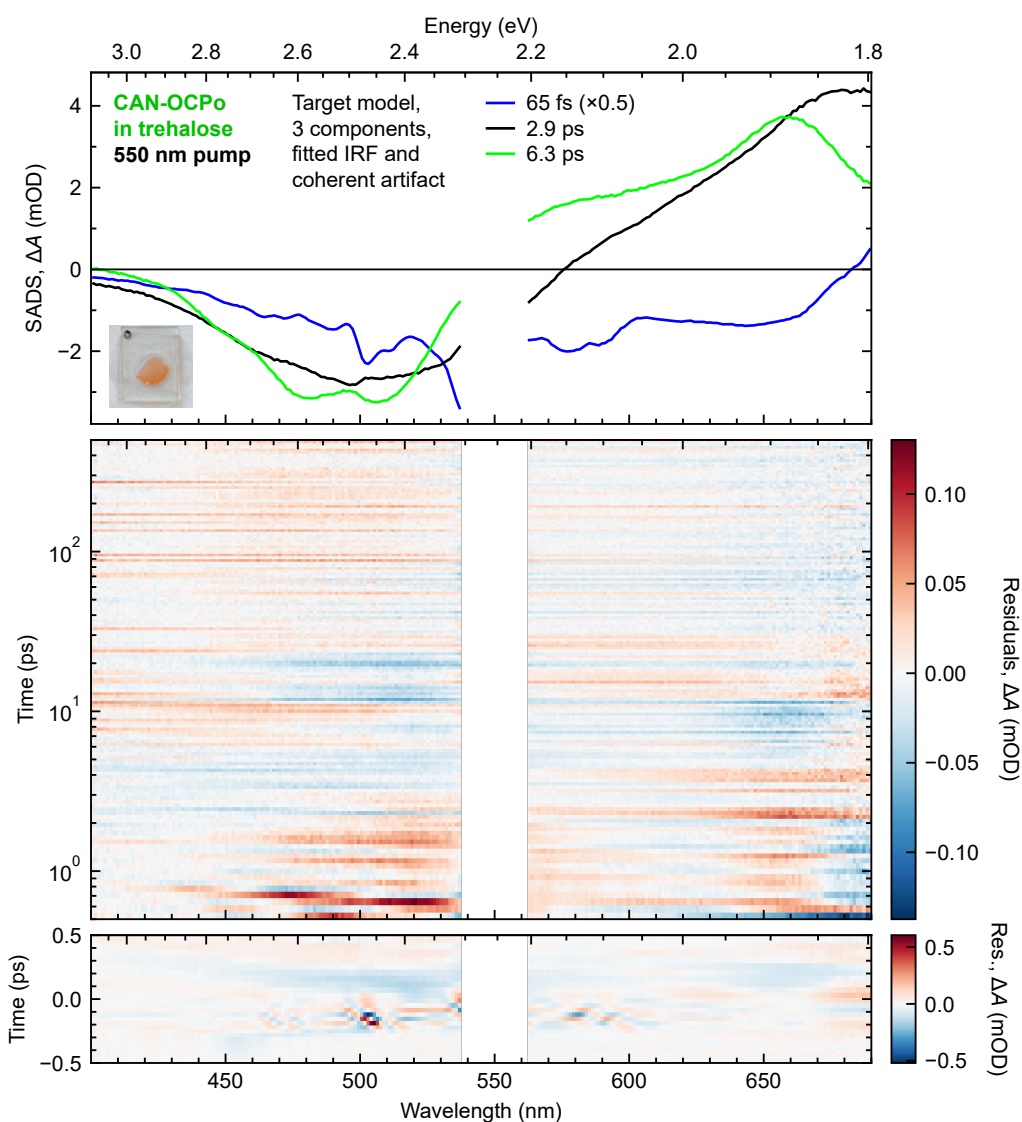 Energy (eV)
3.0 2.8 2.6 2.4 2.2 2.0 1.8
CAN-OCPo
in trehalose
550 nm pump
Target model,
3 components,
fitted IRF and
coherent artifact
65 fs (×0.5)
2.9 ps
6.3 ps
SADS, ΔA (mOD)
4
2
0
−2
Time (ps)
10²
10¹
10⁰
Residuals, ΔA (mOD)
0.10
0.05
0.00
−0.05
−0.10
Time (ps)
0.5
0.0
−0.5
Res., ΔA (mOD)
0.5
0.0
−0.5
450 500 550 600 650
Wavelength (nm)